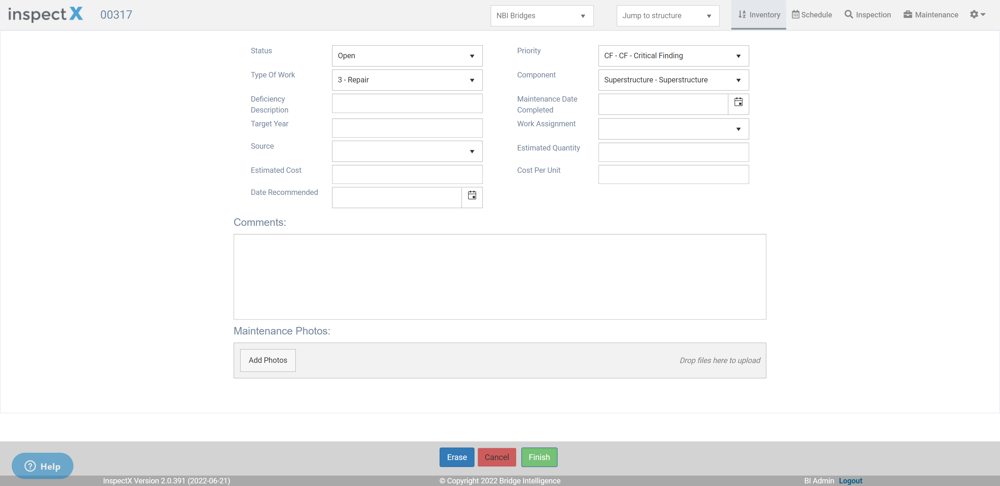 inspectX 00317 NBI Bridges Jump to structure Inventory Schedule Inspection Maintenance
Status Open Priority CF - CF - Critical Finding
Type Of Work 3 - Repair Component Superstructure - Superstructure
Deficiency Description Maintenance Date Completed
Target Year Work Assignment
Source Estimated Quantity
Estimated Cost Cost Per Unit
Date Recommended
Comments:
Maintenance Photos:
Add Photos Drop files here to upload
Erase Cancel Finish
? Help
InspectX Version 2.0.391 (2022-06-21) © Copyright 2022 Bridge Intelligence BI Admin Logout